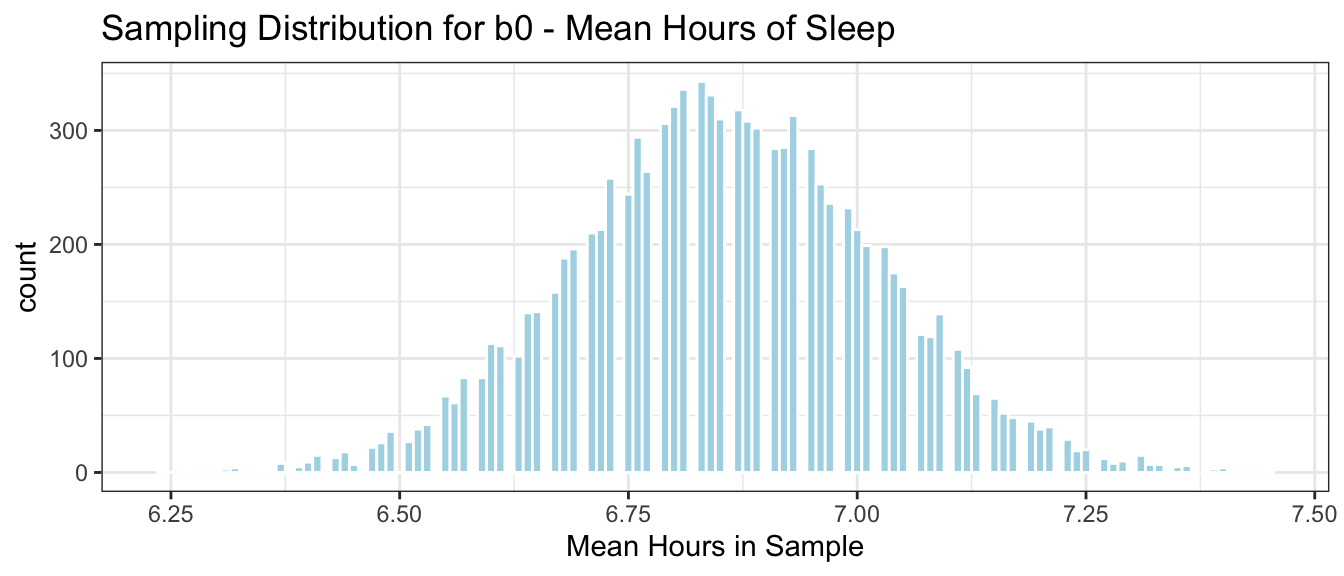 Sampling Distribution for b0 - Mean Hours of Sleep
count
300
200
100
0
6.25 6.50 6.75 7.00 7.25 7.50
Mean Hours in Sample